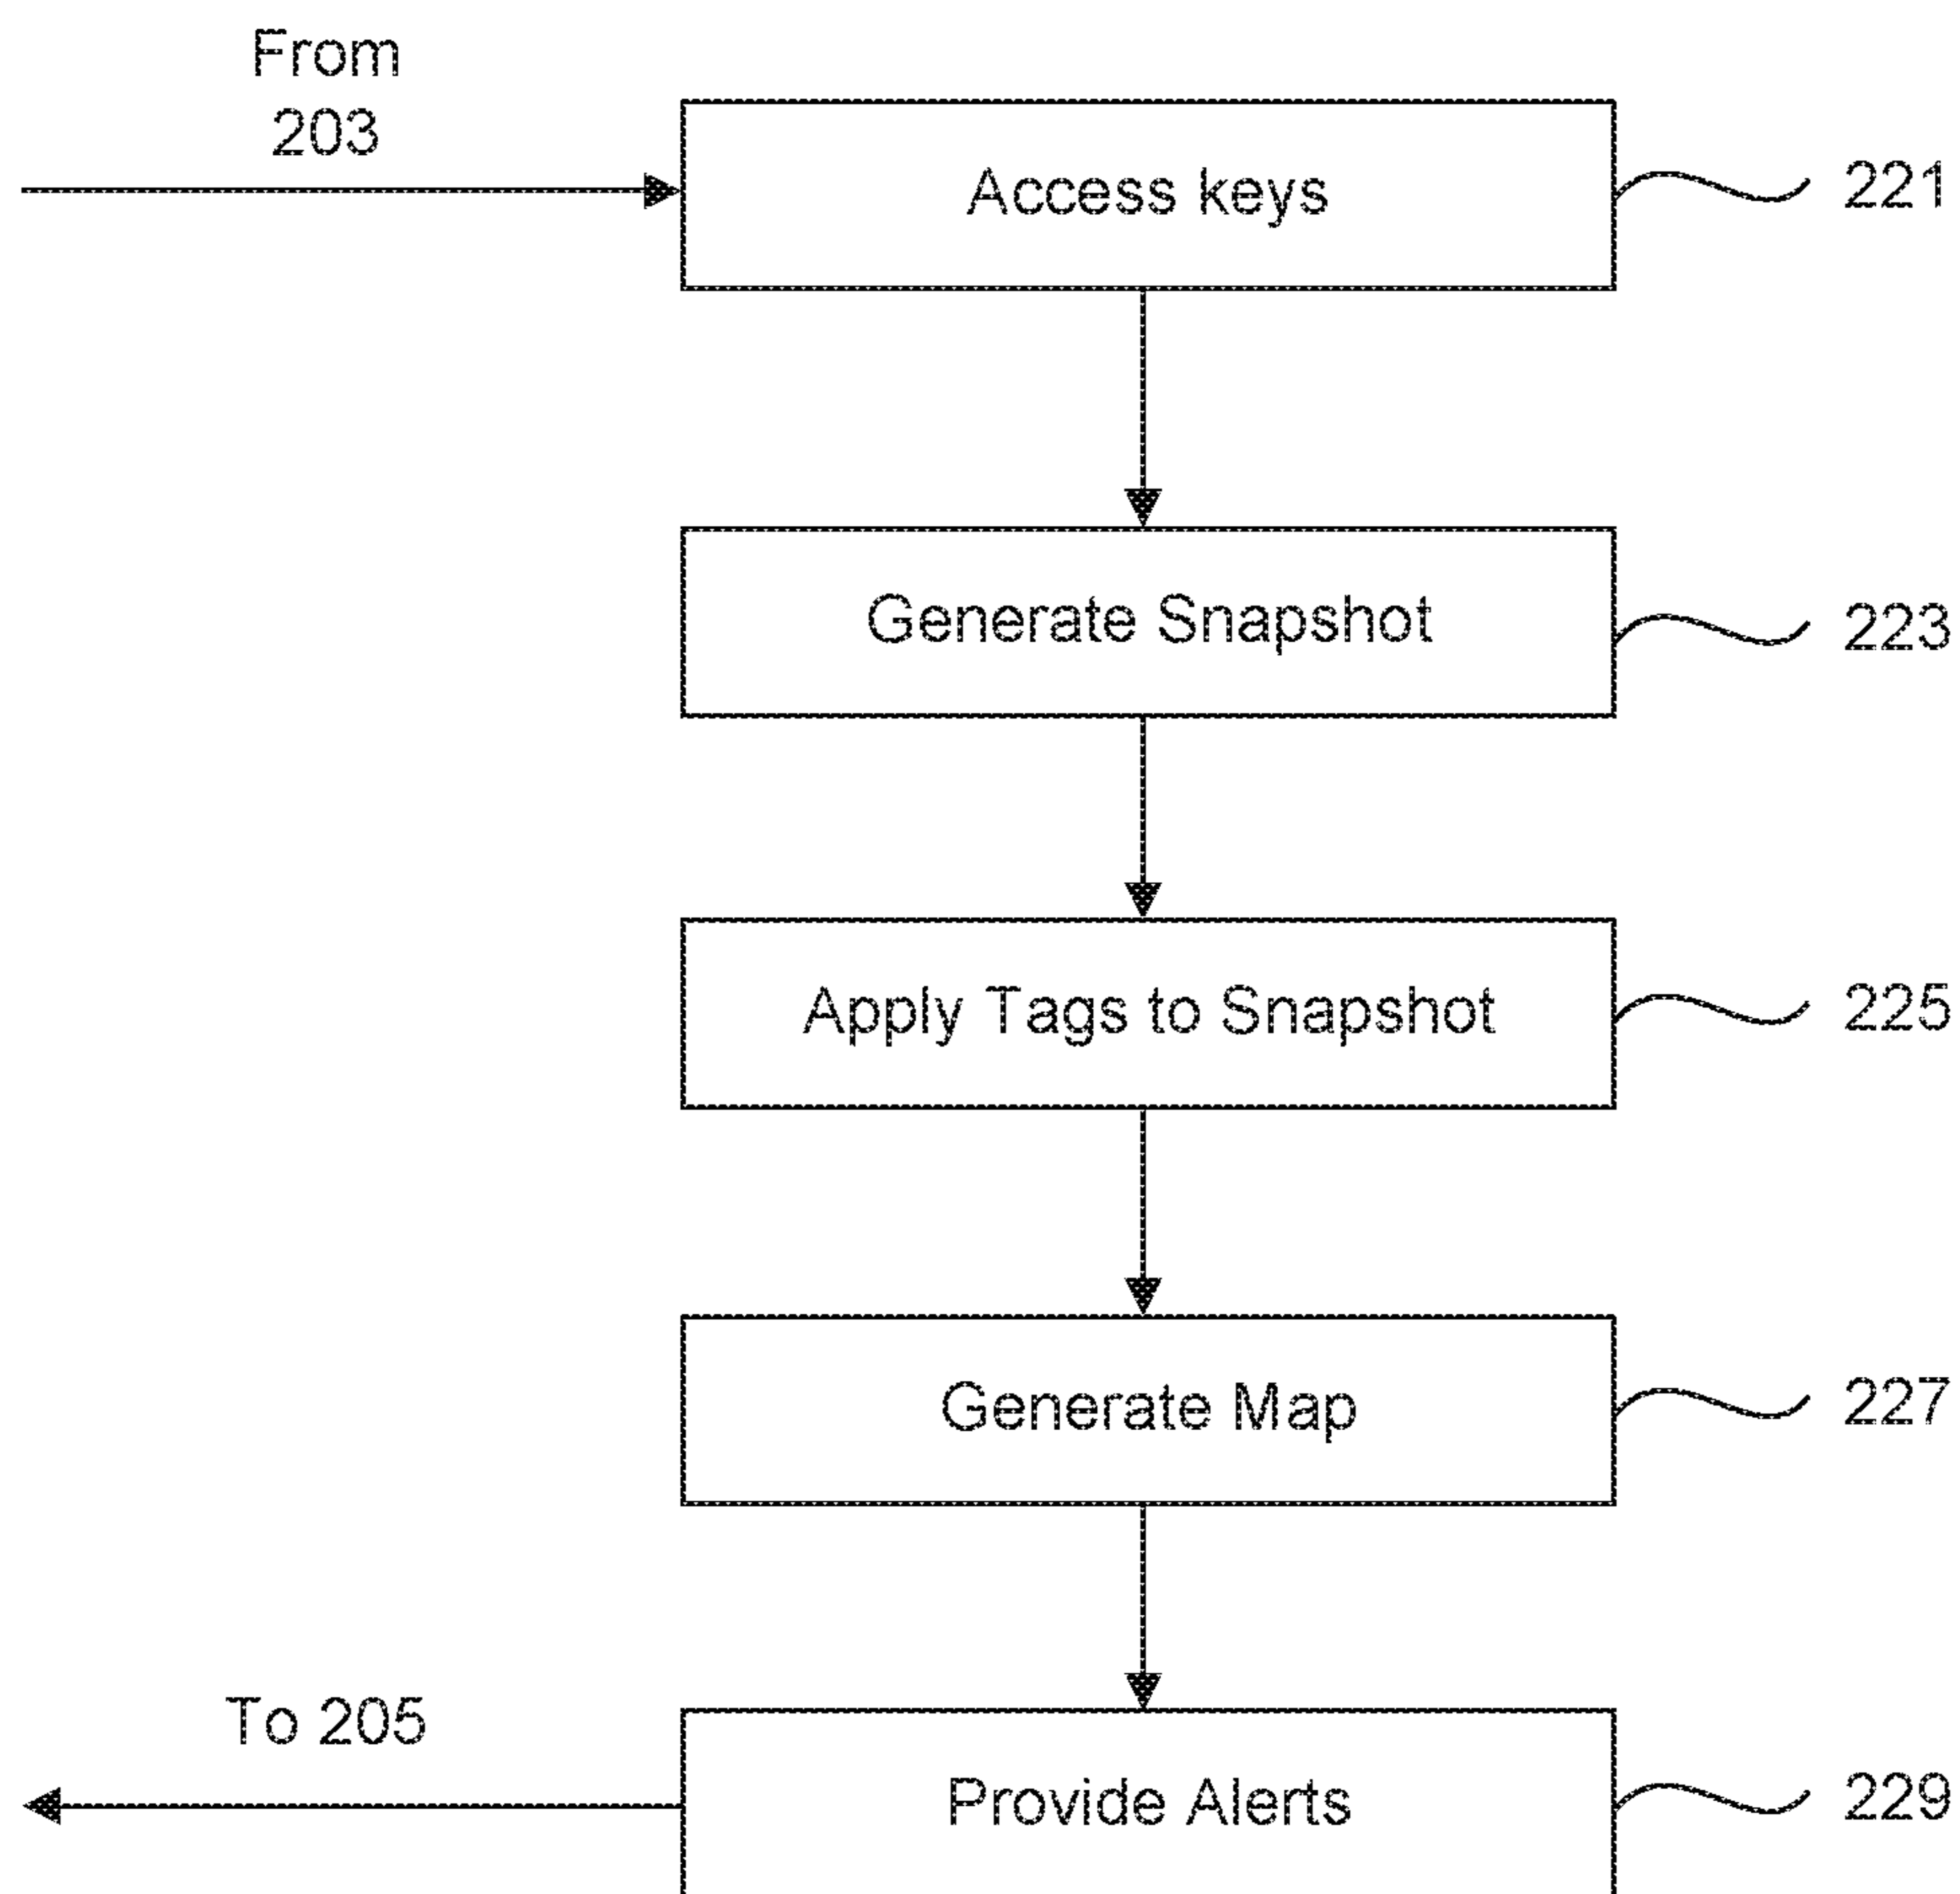 From
203
Access keys
221
Generate Snapshot
223
Apply Tags to Snapshot
225
Generate Map
227
To 205
Provide Alerts
229